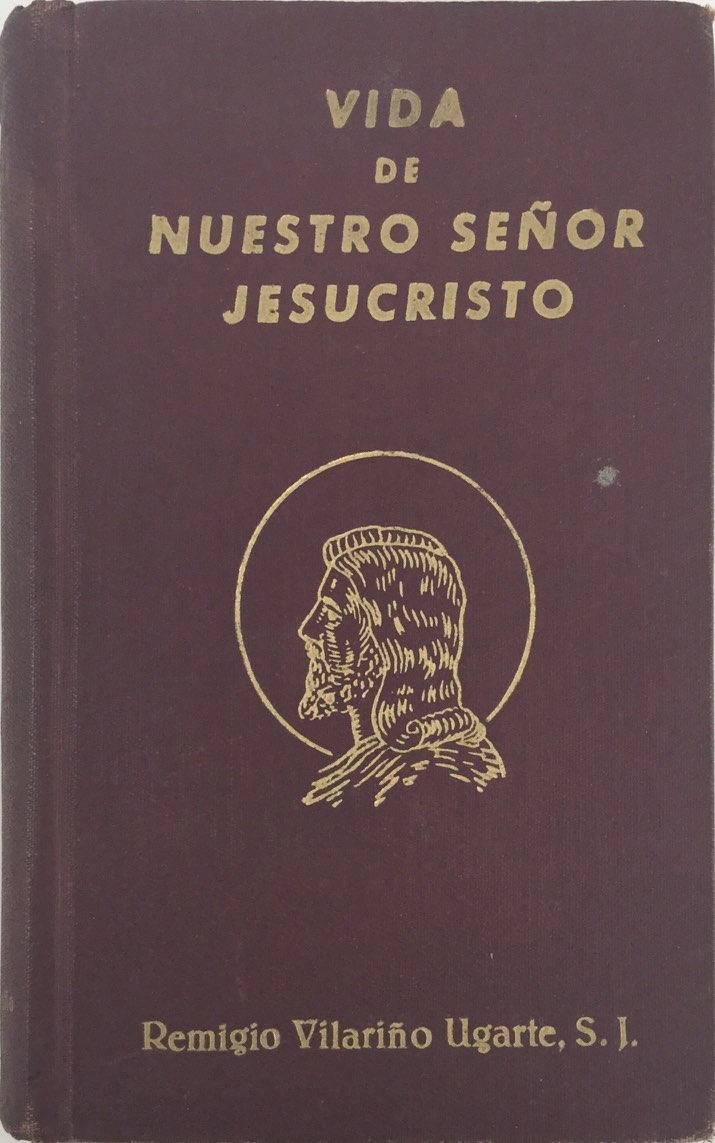 VIDA
DE
NUESTRO SEÑOR
JESUCRISTO
Remigio Vilariño Ugarte, S. J.